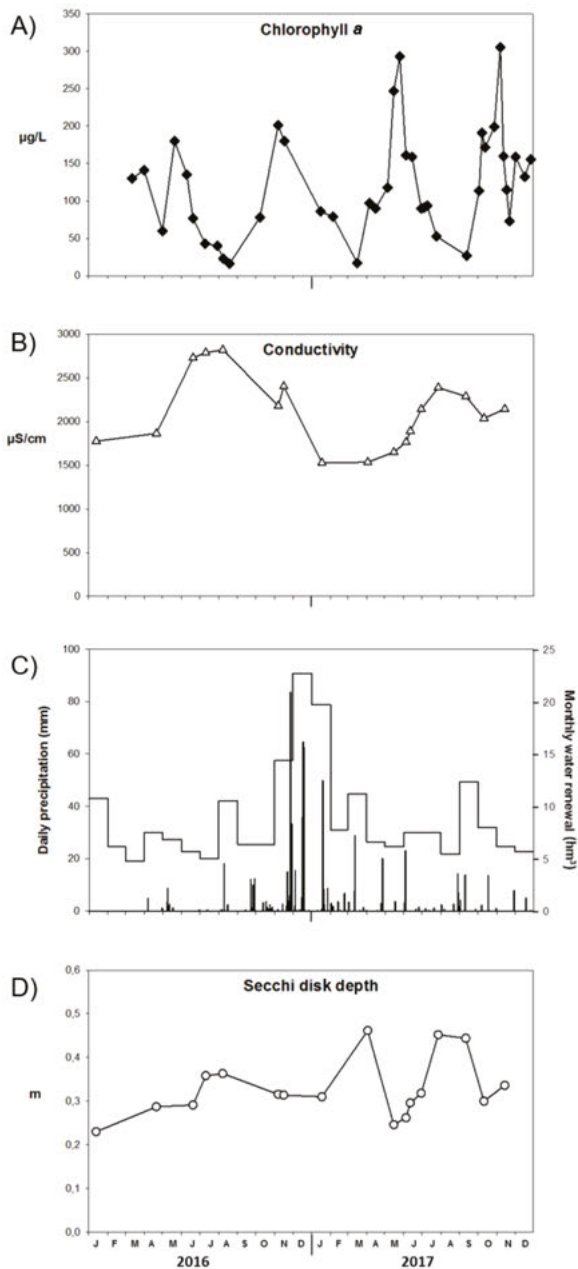 A)
Chlorophyll a
µg/L
350
300
250
200
150
100
50
0
B)
Conductivity
µS/cm
3000
2500
2000
1500
1000
500
0
C)
Daily precipitation (mm)
100
80
60
40
20
0
25
20
15
10
5
0
Monthly water renewal (hm³)
D)
Secchi disk depth
m
0,6
0,5
0,4
0,3
0,2
0,1
0,0
J F M A M J J A S O N D J F M A M J J A S O N D
2016 2017